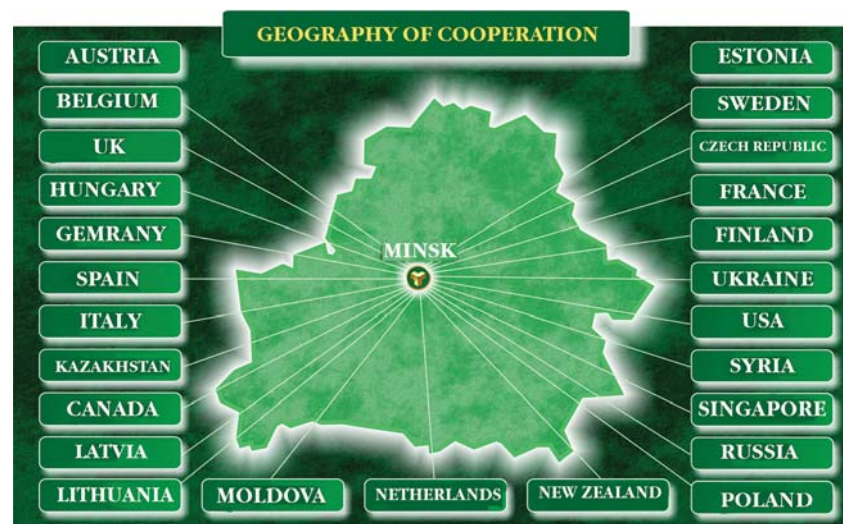 GEOGRAPHY OF COOPERATION
AUSTRIA
BELGIUM
UK
HUNGARY
GEMRANY
SPAIN
ITALY
KAZAKHSTAN
CANADA
LATVIA
LITHUANIA
MINSK
MOLDOVA
NETHERLANDS
NEW ZEALAND
ESTONIA
SWEDEN
CZECH REPUBLIC
FRANCE
FINLAND
UKRAINE
USA
SYRIA
SINGAPORE
RUSSIA
POLAND